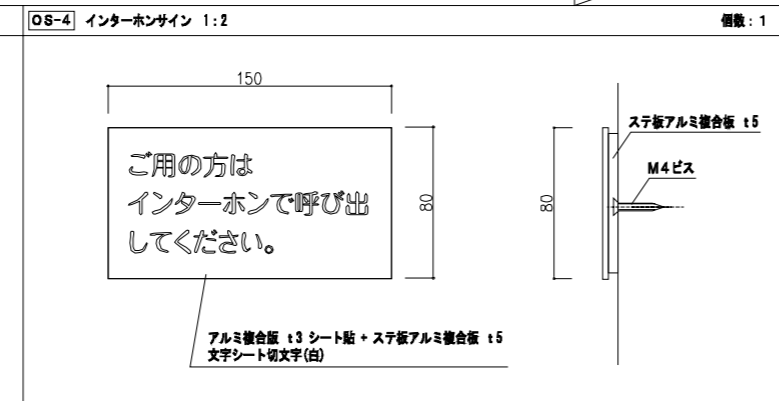 OS-4 インターホンサイン 1:2
個数: 1
150
ご用の方は
インターホンで呼び出
してください。
80
80
ステ板アルミ複合板 t5
M4ビス
アルミ複合版 t3 シート貼 + ステ板アルミ複合板 t5
文字シート切文字(白)